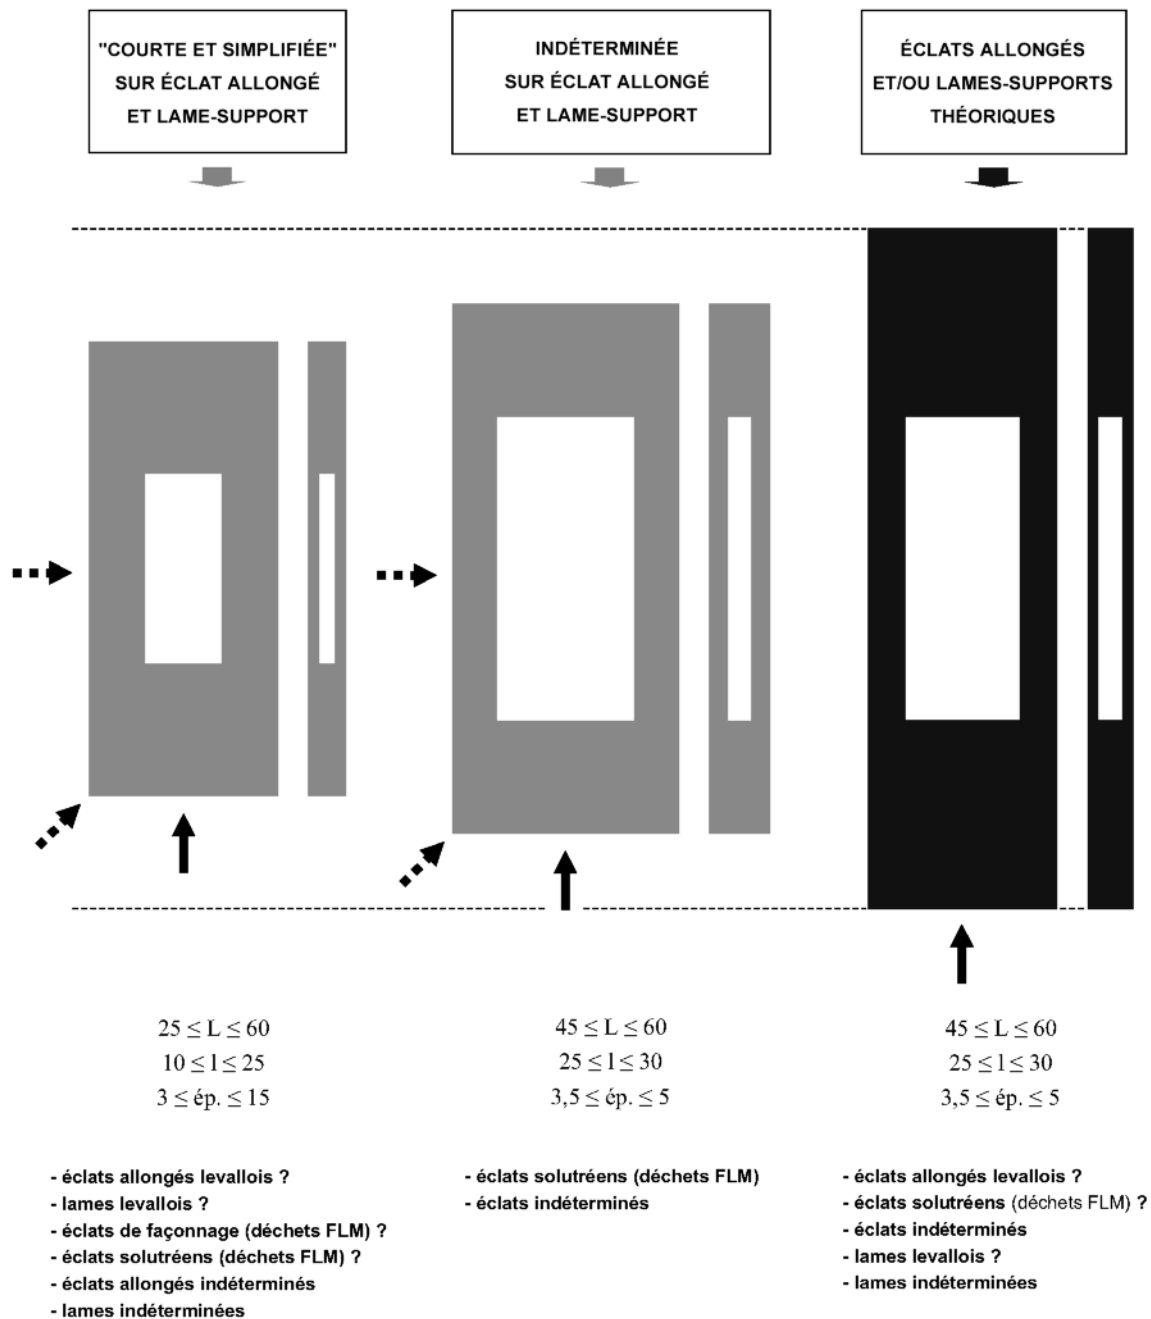 "COURTE ET SIMPLIFIÉE"
SUR ÉCLAT ALLONGÉ
ET LAME-SUPPORT
INDÉTERMINÉE
SUR ÉCLAT ALLONGÉ
ET LAME-SUPPORT
ÉCLATS ALLONGÉS
ET/OU LAMES-SUPPORTS
THÉORIQUES
25 ≤ L ≤ 60
10 ≤ l ≤ 25
3 ≤ ép. ≤ 15
45 ≤ L ≤ 60
25 ≤ l ≤ 30
3,5 ≤ ép. ≤ 5
45 ≤ L ≤ 60
25 ≤ l ≤ 30
3,5 ≤ ép. ≤ 5
- éclats allongés levallois ?
- lames levallois ?
- éclats de façonnage (déchets FLM) ?
- éclats solutréens (déchets FLM) ?
- éclats allongés indéterminés
- lames indéterminées
- éclats solutréens (déchets FLM)
- éclats indéterminés
- éclats allongés levallois ?
- éclats solutréens (déchets FLM) ?
- éclats indéterminés
- lames levallois ?
- lames indéterminées